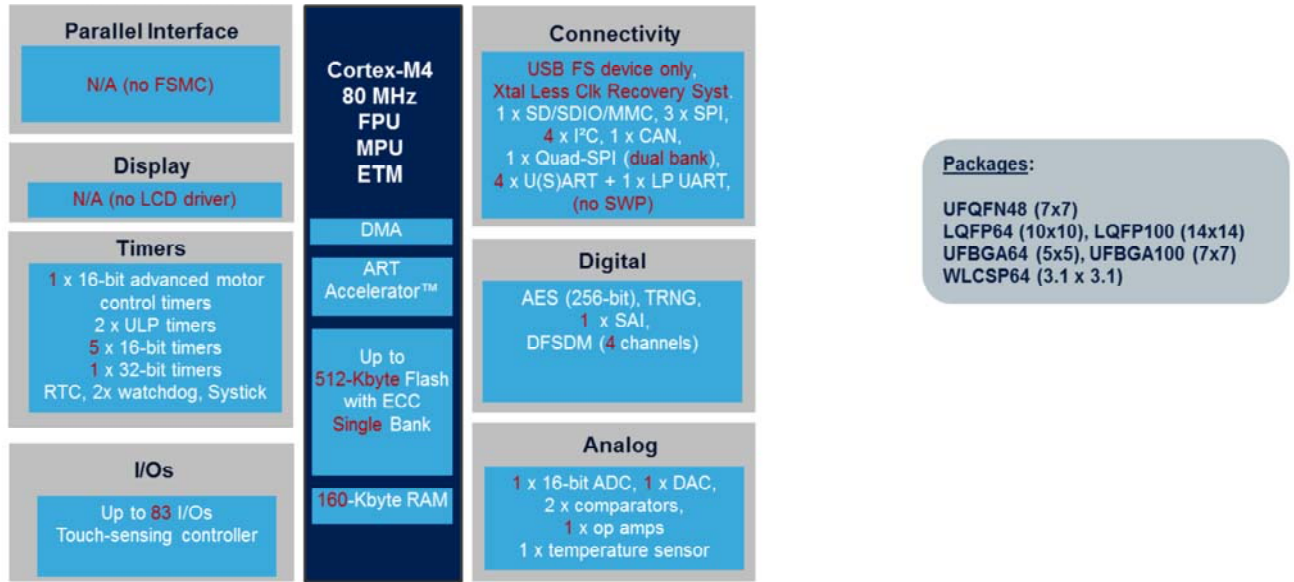 Parallel Interface
N/A (no FSMC)
Display
N/A (no LCD driver)
Timers
1 x 16-bit advanced motor
control timers
2 x ULP timers
5 x 16-bit timers
1 x 32-bit timers
RTC, 2x watchdog, Systick
I/Os
Up to 83 I/Os
Touch-sensing controller
Cortex-M4
80 MHz
FPU
MPU
ETM
DMA
ART
Accelerator™
Up to
512-Kbyte Flash
with ECC
Single Bank
160-Kbyte RAM
Connectivity
USB FS device only,
Xtal Less Clk Recovery Syst.
1 x SD/SDIO/MMC, 3 x SPI,
4 x I²C, 1 x CAN,
1 x Quad-SPI (dual bank),
4 x U(S)ART + 1 x LP UART,
(no SWP)
Digital
AES (256-bit), TRNG,
1 x SAI,
DFSDM (4 channels)
Analog
1 x 16-bit ADC, 1 x DAC,
2 x comparators,
1 x op amps
1 x temperature sensor
Packages:
UFQFN48 (7x7)
LQFP64 (10x10), LQFP100 (14x14)
UFBGA64 (5x5), UFBGA100 (7x7)
WLCSP64 (3.1 x 3.1)